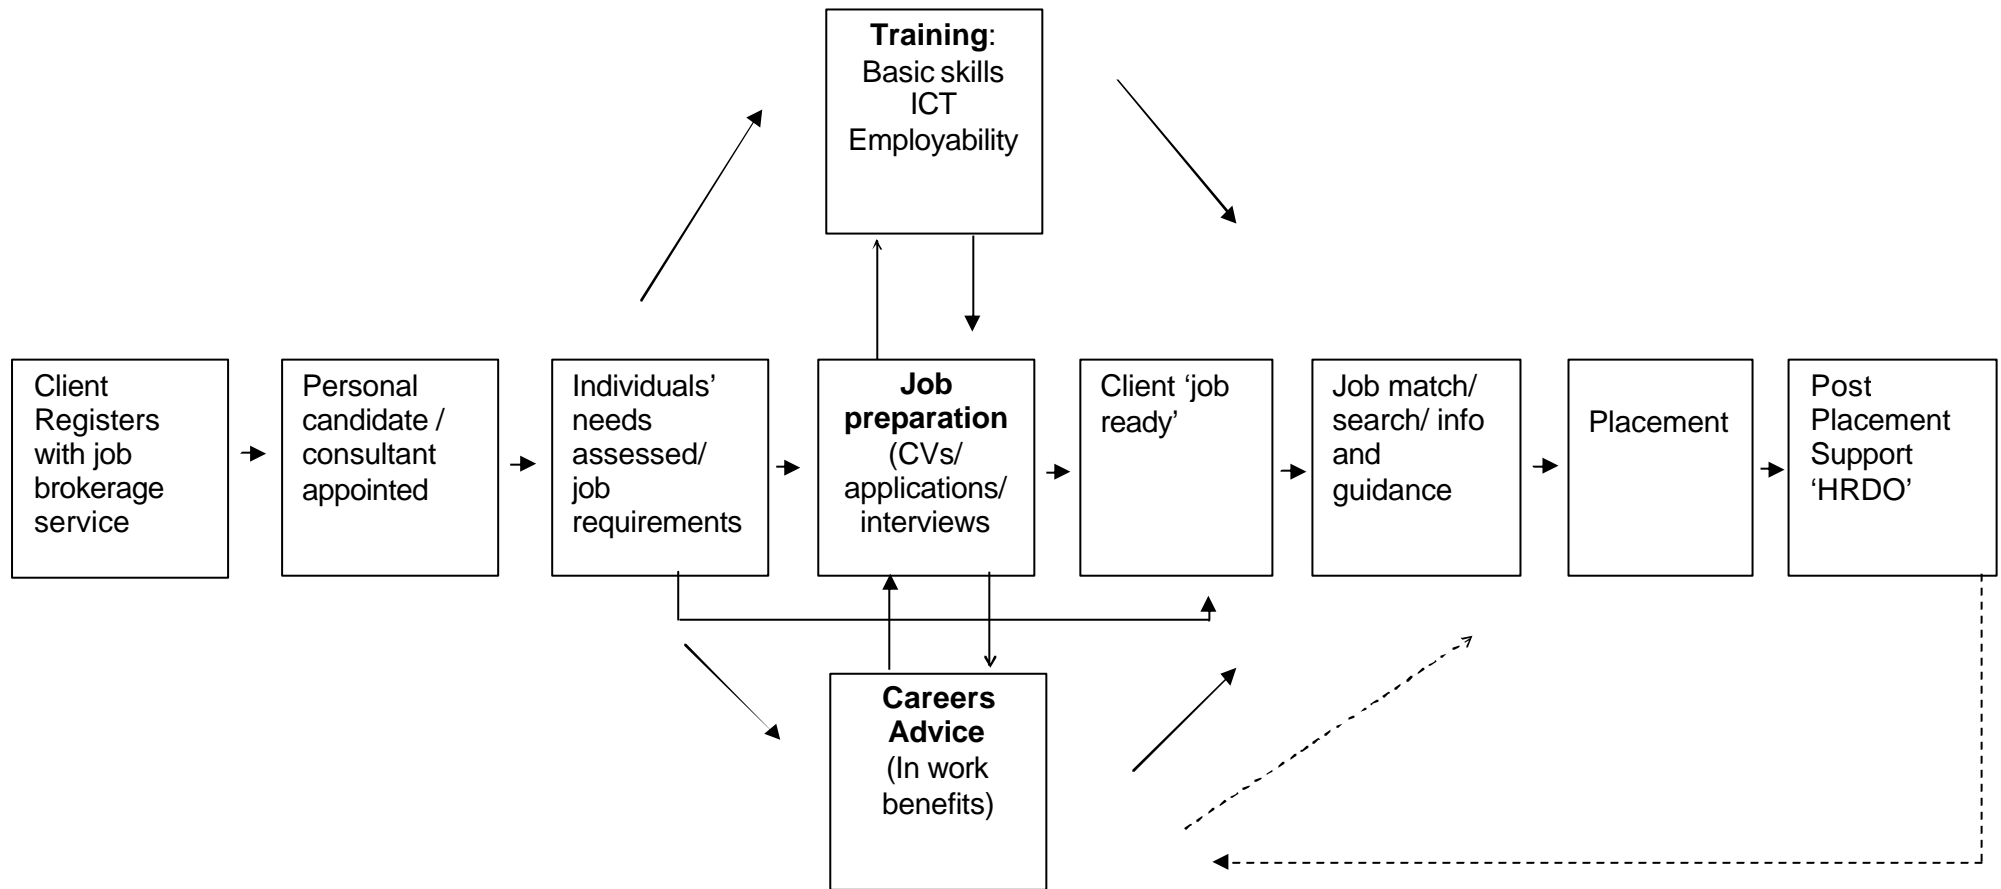 Training:
Basic skills
ICT
Employability
Client
Registers
with job
brokerage
service
Personal
candidate /
consultant
appointed
Individuals’
needs
assessed/
job
requirements
Job
preparation
(CVs/
applications/
interviews
Client ‘job
ready’
Job match/
search/ info
and
guidance
Placement
Post
Placement
Support
‘HRDO’
Careers
Advice
(In work
benefits)